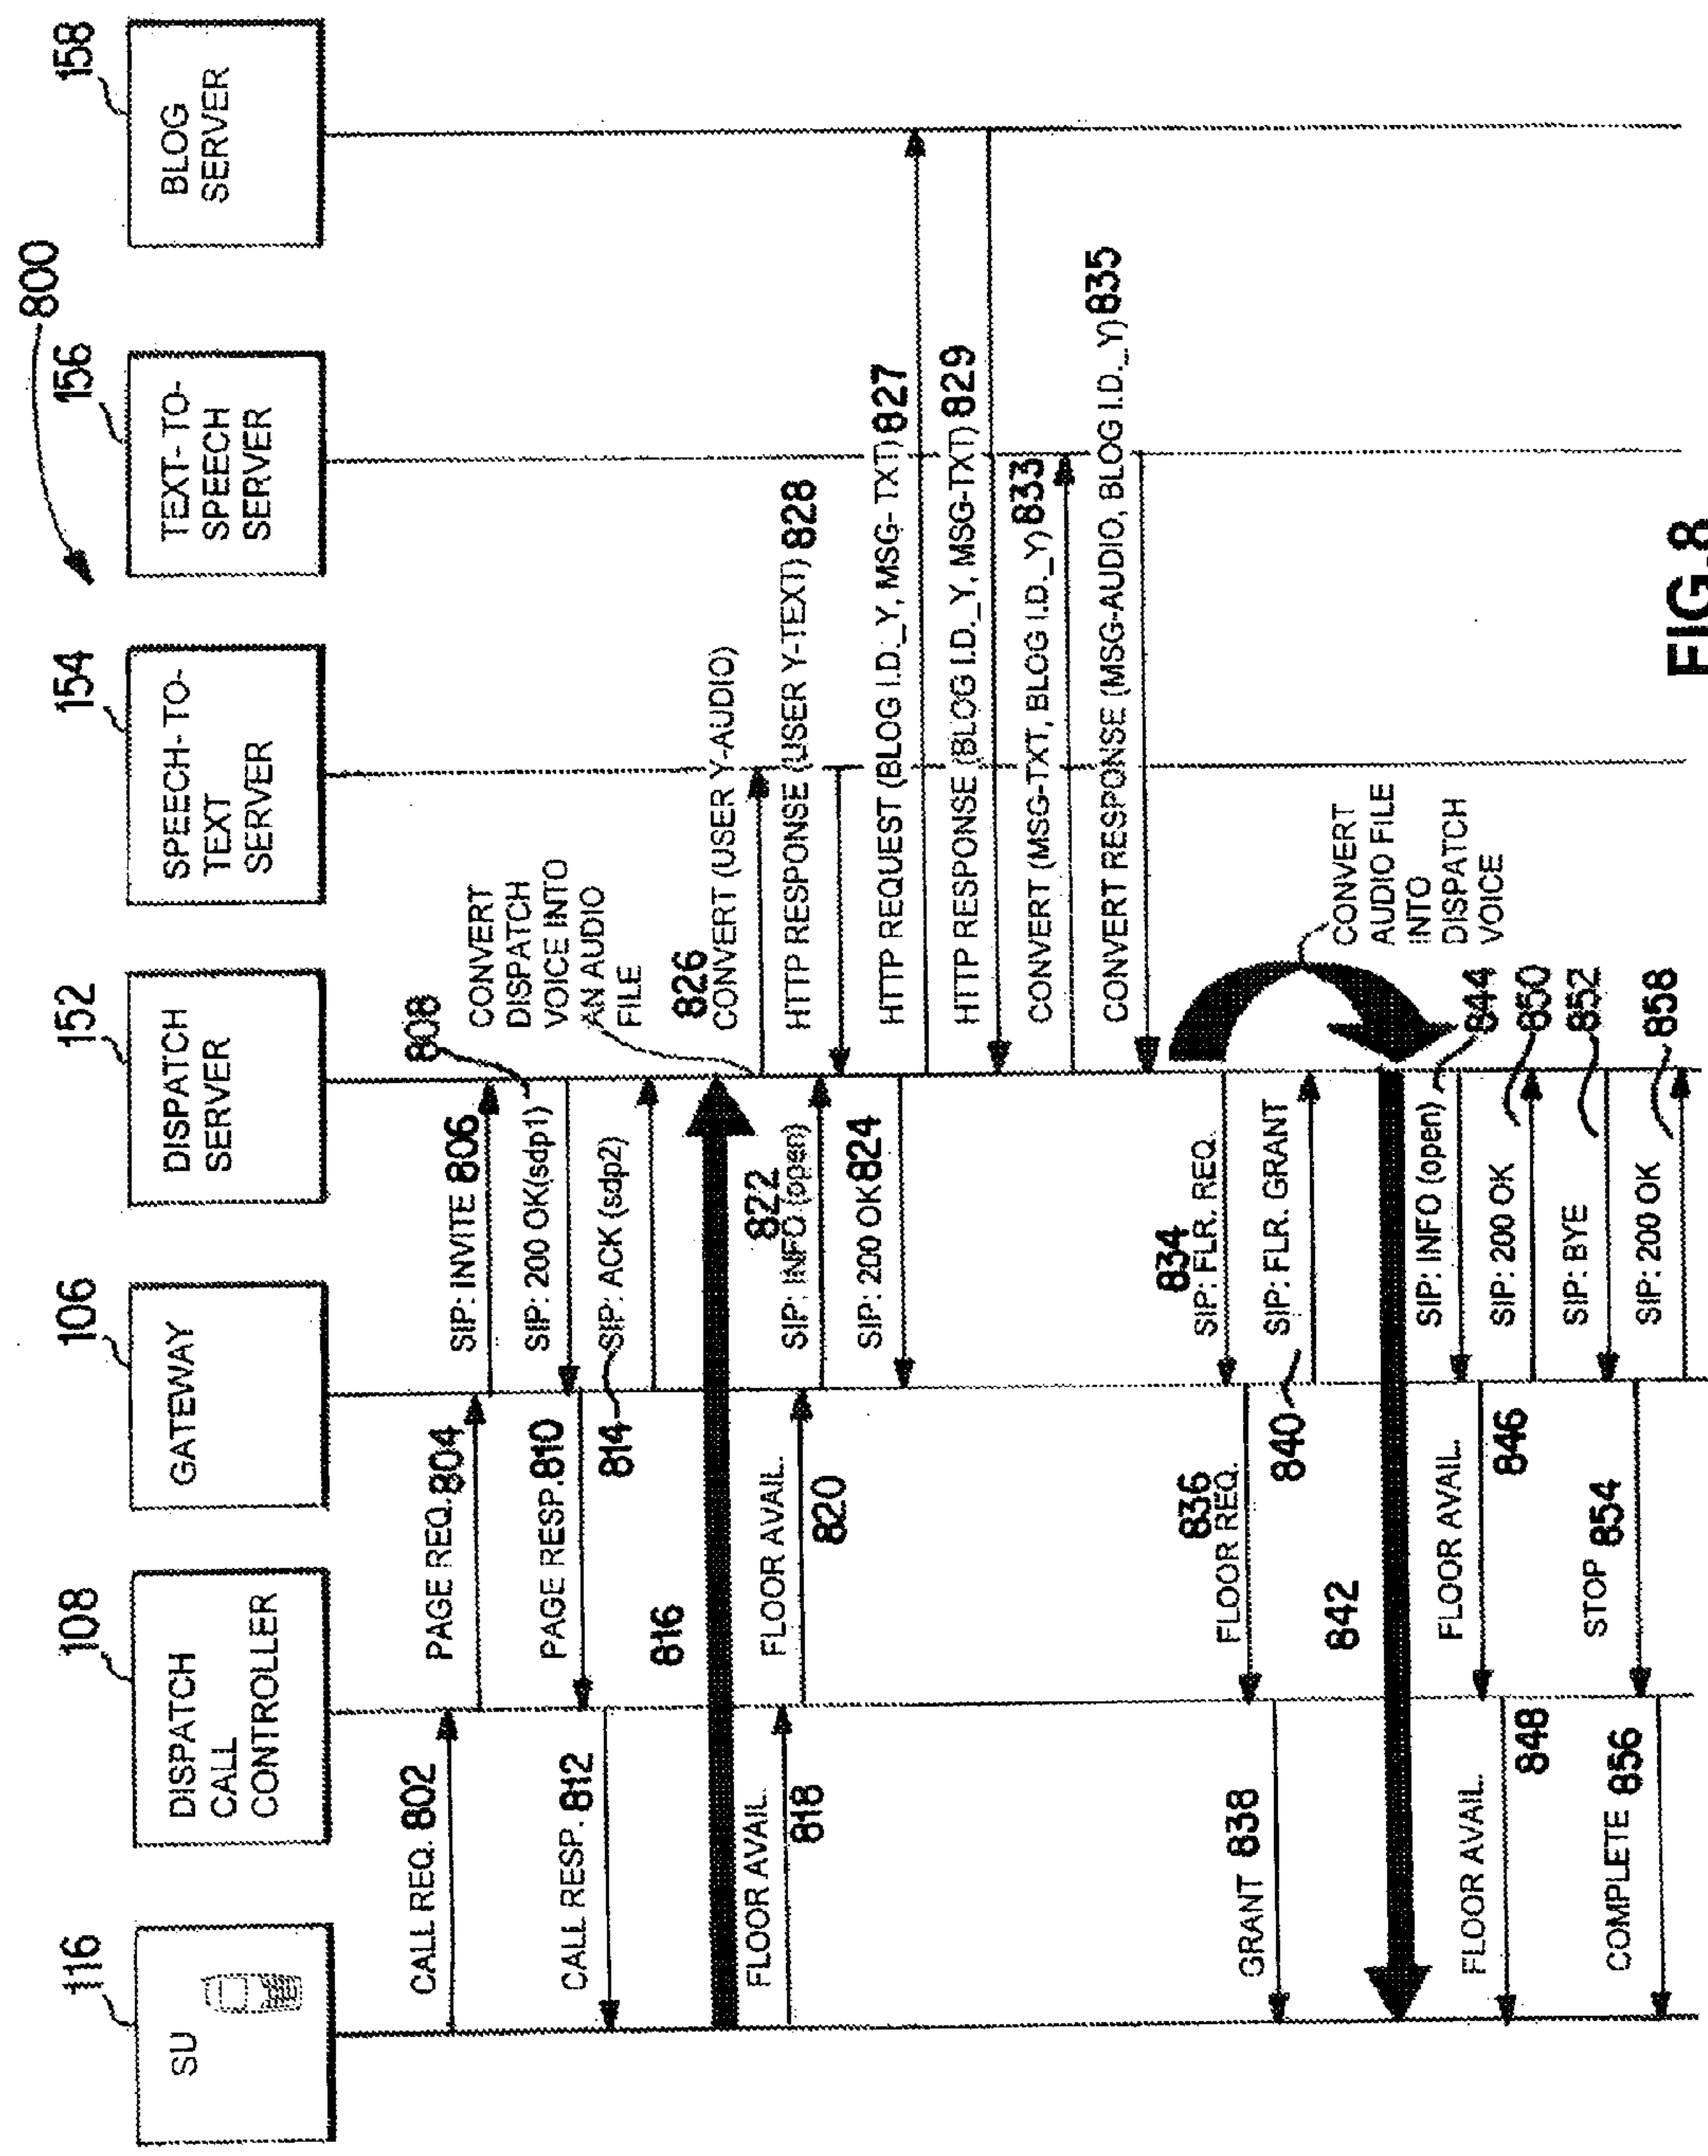 800
116
SU
108
DISPATCH
CALL
CONTROLLER
106
GATEWAY
152
DISPATCH
SERVER
154
SPEECH-TO-
TEXT
SERVER
156
TEXT-TO-
SPEECH
SERVER
158
BLOG
SERVER
CALL REQ. 802
PAGE REQ. 804
SIP: INVITE 806
808
SIP: 200 OK(sdp1)
PAGE RESP. 810
CALL RESP. 812
SIP: ACK (sdp2)
814
816
CONVERT
DISPATCH
VOICE INTO
AN AUDIO
FILE
FLOOR AVAIL.
818
FLOOR AVAIL.
820
822
SIP: INFO (open)
SIP: 200 OK 824
826
CONVERT (USER Y-AUDIO)
HTTP RESPONSE (USER Y-TEXT) 828
HTTP REQUEST (BLOG I.D._Y, MSG-TXT) 827
HTTP RESPONSE (BLOG I.D._Y, MSG-TXT) 829
CONVERT (MSG-TXT, BLOG I.D._Y) 833
CONVERT RESPONSE (MSG-AUDIO, BLOG I.D._Y) 835
834
SIP: FLR. REQ.
836
FLOOR REQ.
GRANT 838
SIP: FLR. GRANT
840
CONVERT
AUDIO FILE
INTO
DISPATCH
VOICE
842
SIP: INFO (open)
844
FLOOR AVAIL.
846
FLOOR AVAIL.
848
SIP: 200 OK
850
SIP: BYE
852
STOP 854
COMPLETE 856
SIP: 200 OK
858
FIG.8